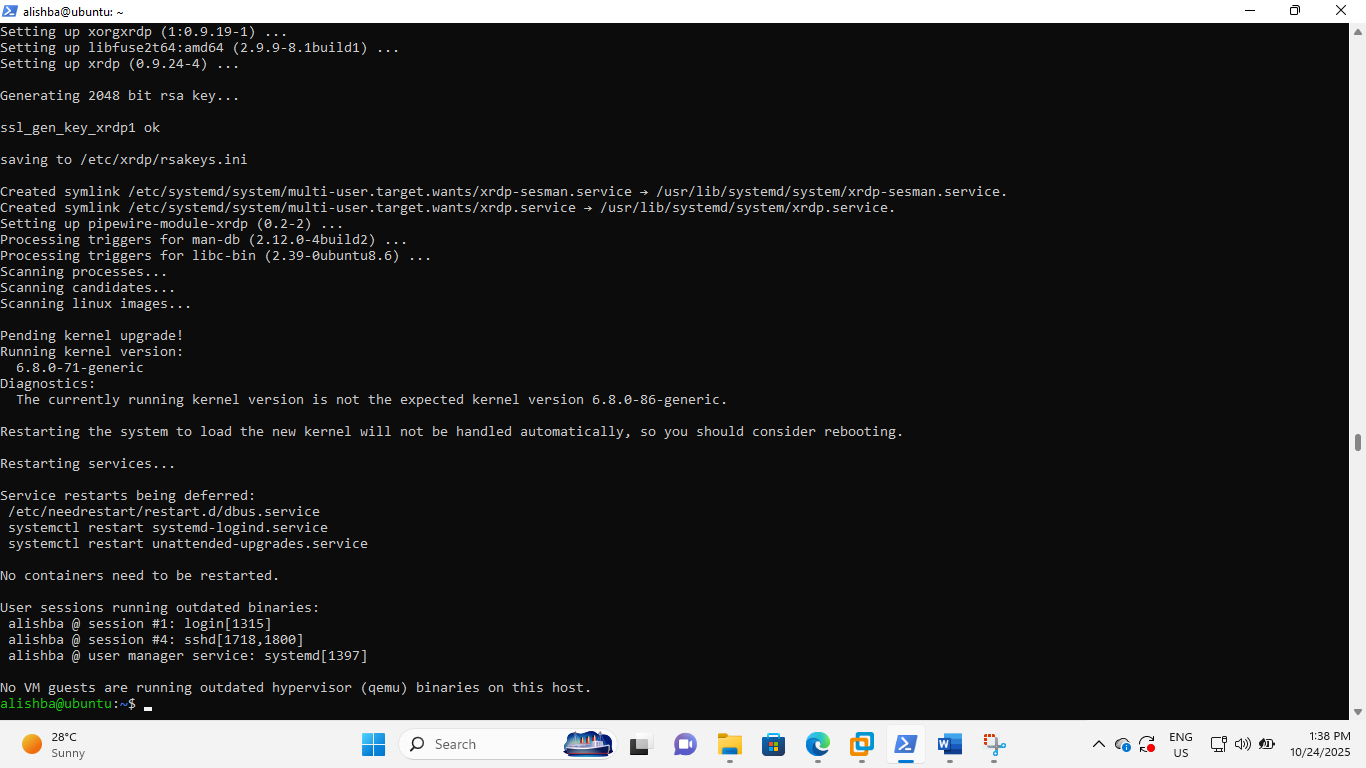 alishba@ubuntu: ~
Setting up xorgxrdp (1:0.9.19-1) ...
Setting up libfuse2t64:amd64 (2.9.9-8.1build1) ...
Setting up xrdp (0.9.24-4) ...
Generating 2048 bit rsa key...
ssl_gen_key_xrdp1 ok
saving to /etc/xrdp/rsakeys.ini
Created symlink /etc/systemd/system/multi-user.target.wants/xrdp-sesman.service → /usr/lib/systemd/system/xrdp-sesman.service.
Created symlink /etc/systemd/system/multi-user.target.wants/xrdp.service → /usr/lib/systemd/system/xrdp.service.
Setting up pipewire-module-xrdp (0.2-2) ...
Processing triggers for man-db (2.12.0-4build2) ...
Processing triggers for libc-bin (2.39-0ubuntu8.6) ...
Scanning processes...
Scanning candidates...
Scanning linux images...
Pending kernel upgrade!
Running kernel version:
6.8.0-71-generic
Diagnostics:
The currently running kernel version is not the expected kernel version 6.8.0-86-generic.
Restarting the system to load the new kernel will not be handled automatically, so you should consider rebooting.
Restarting services...
Service restarts being deferred:
/etc/needrestart/restart.d/dbus.service
systemctl restart systemd-logind.service
systemctl restart unattended-upgrades.service
No containers need to be restarted.
User sessions running outdated binaries:
alishba @ session #1: login[1315]
alishba @ session #4: sshd[1718,1800]
alishba @ user manager service: systemd[1397]
No VM guests are running outdated hypervisor (qemu) binaries on this host.
alishba@ubuntu:~$
28°C
Sunny
Search
ENG
US
1:38 PM
10/24/2025